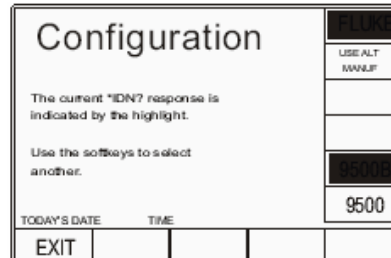 Configuration
FLUKE
USE ALT
MANUF
The current *IDN? response is
indicated by the highlight.
Use the softkeys to select
another.
9500B
9500
TODAY'S DATE TIME
EXIT